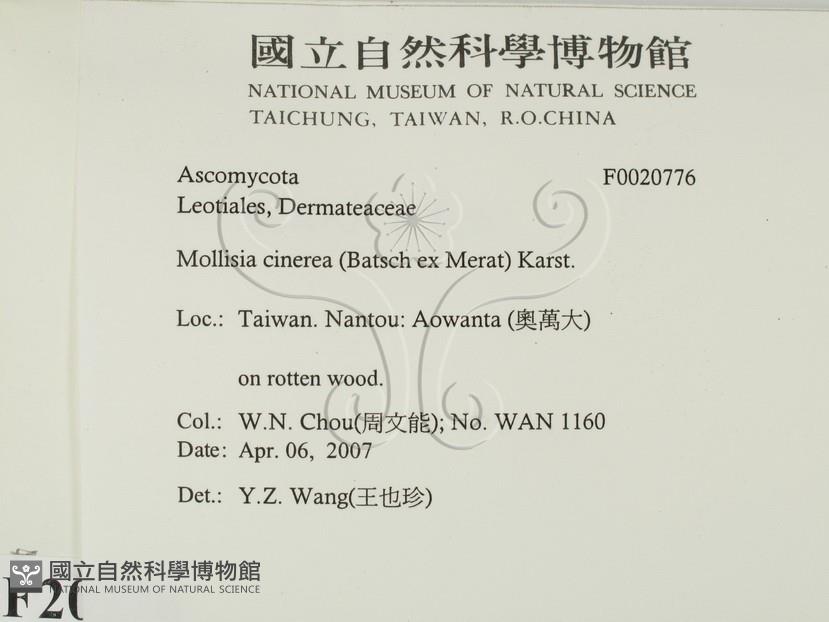 國立自然科學博物館
NATIONAL MUSEUM OF NATURAL SCIENCE
TAICHUNG, TAIWAN, R.O.CHINA
Ascomycota F0020776
Leotiales, Dermateaceae
Mollisia cinerea (Batsch ex Merat) Karst.
Loc.: Taiwan. Nantou: Aowanta (奧萬大)
on rotten wood.
Col.: W.N. Chou(周文能); No. WAN 1160
Date: Apr. 06, 2007
Det.: Y.Z. Wang(王也珍)
國立自然科學博物館
NATIONAL MUSEUM OF NATURAL SCIENCE